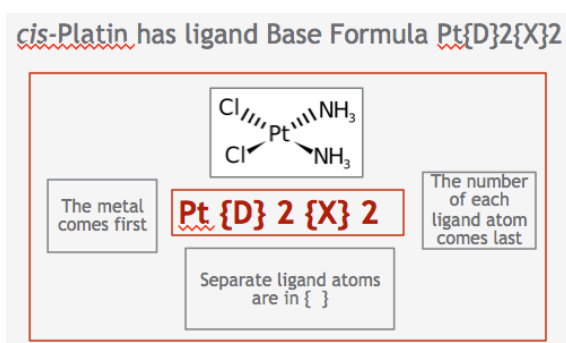 cis-Platin has ligand Base Formula Pt{D}2{X}2
Cl NH3
Pt
Cl NH3
The metal
comes first
Pt {D} 2 {X} 2
The number
of each
ligand atom
comes last
Separate ligand atoms
are in { }